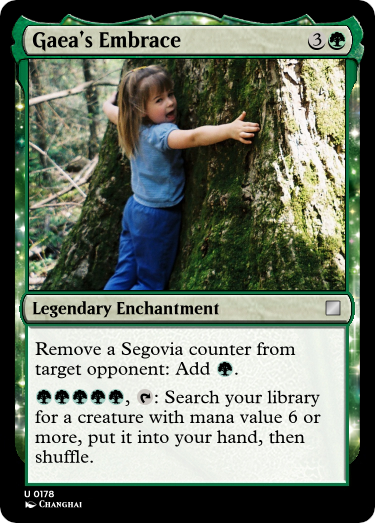 Gaea's Embrace 3
Legendary Enchantment
Remove a Segovia counter from
target opponent: Add .
, : Search your library
for a creature with mana value 6 or
more, put it into your hand, then
shuffle.
U 0178
Changhai